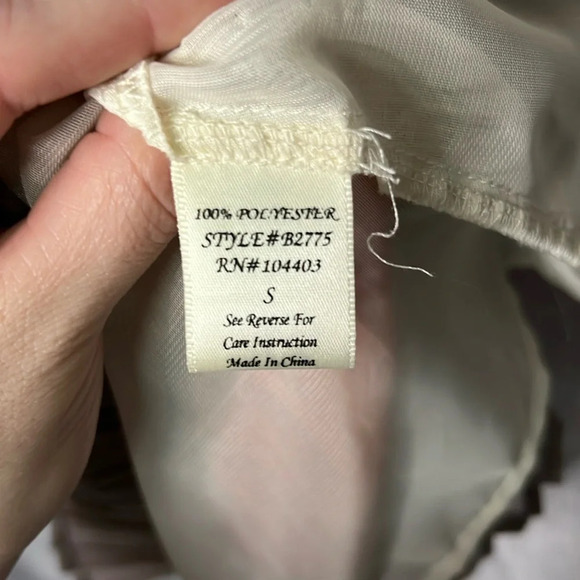 100% POLYESTER
STYLE#B2775
RN#104403
S
See Reverse For
Care Instruction
Made In China